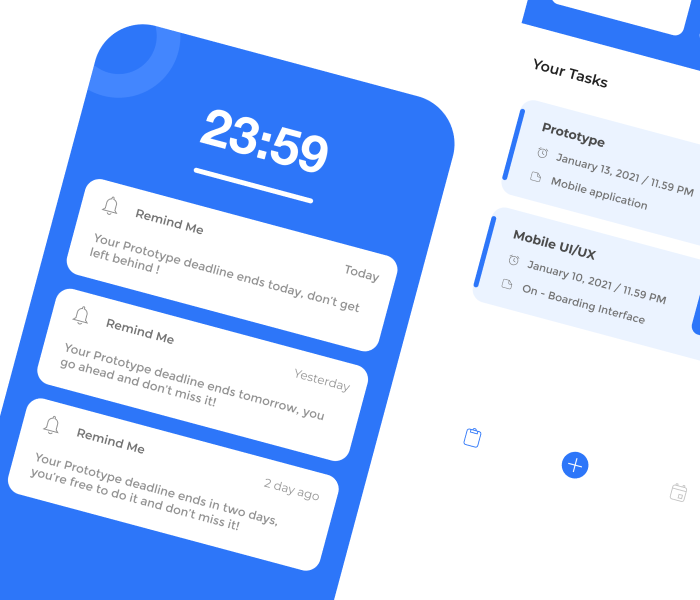 23:59
Remind Me
Today
Your Prototype deadline ends today, don't get
left behind !
Remind Me
Yesterday
Your Prototype deadline ends tomorrow, you
go ahead and don't miss it!
Remind Me
2 day ago
Your Prototype deadline ends in two days,
you're free to do it and don't miss it!
Your Tasks
Prototype
January 13, 2021 / 11.59 PM
Mobile application
Mobile UI/UX
January 10, 2021 / 11.59 PM
On - Boarding Interface